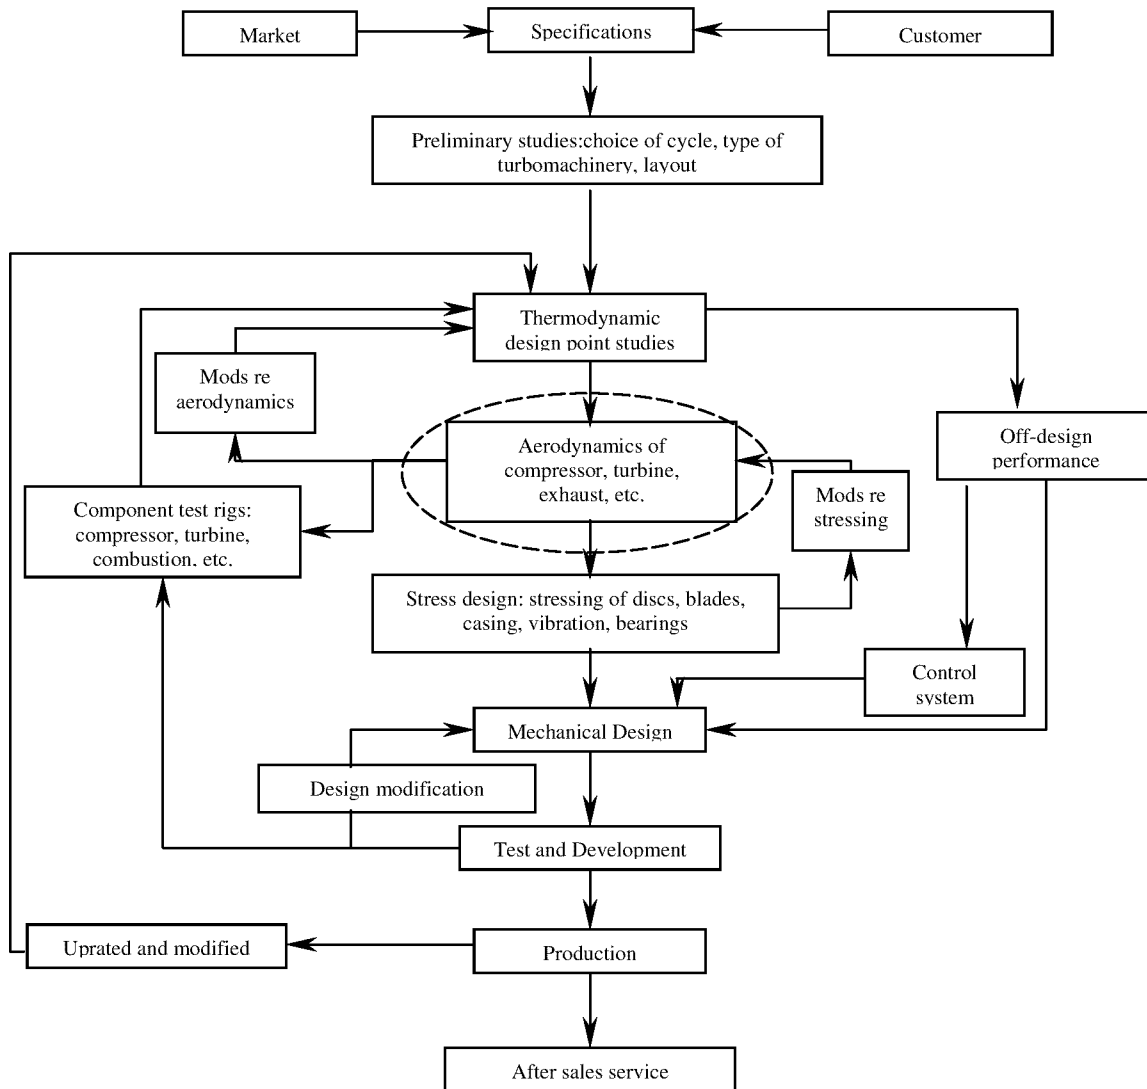 Market
Specifications
Customer
Preliminary studies:choice of cycle, type of
turbomachinery, layout
Thermodynamic
design point studies
Mods re
aerodynamics
Aerodynamics of
compressor, turbine,
exhaust, etc.
Off-design
performance
Mods re
stressing
Component test rigs:
compressor, turbine,
combustion, etc.
Stress design: stressing of discs, blades,
casing, vibration, bearings
Control
system
Mechanical Design
Design modification
Test and Development
Uprated and modified
Production
After sales service